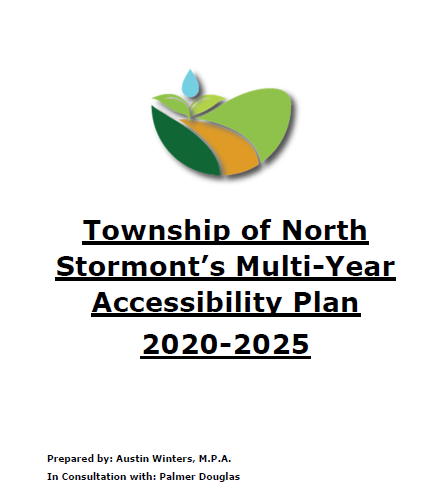 Township of North
Stormont’s Multi-Year
Accessibility Plan
2020-2025
Prepared by: Austin Winters, M.P.A.
In Consultation with: Palmer Douglas